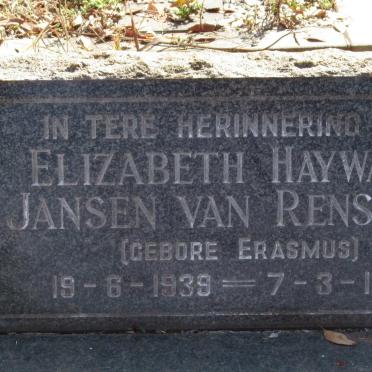 IN TERE HERINNERING
ELIZABETH HAYWA
JANSEN VAN RENS
(GEBORE ERASMUS)
19-6-1939 = 7-3-1